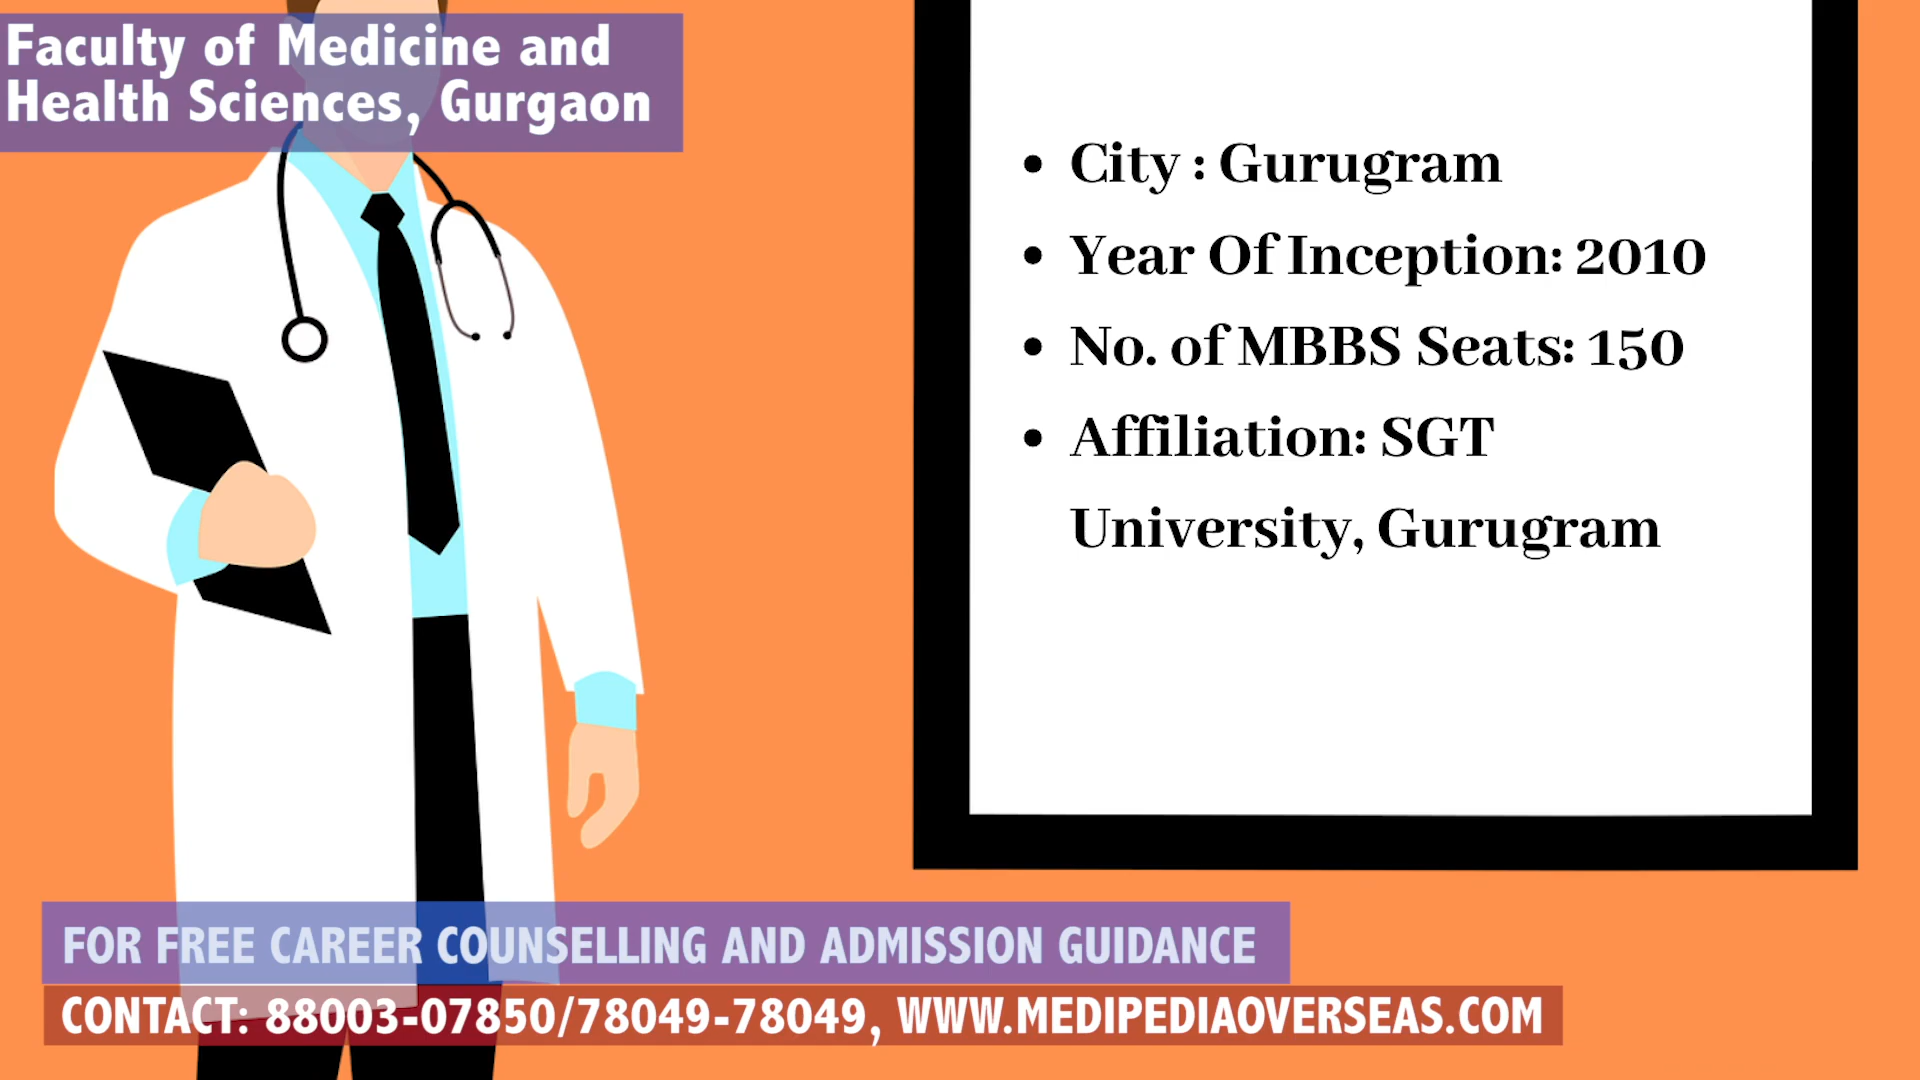 Faculty of Medicine and
Health Sciences, Gurgaon
• City : Gurugram
• Year Of Inception: 2010
• No. of MBBS Seats: 150
• Affiliation: SGT
University, Gurugram
FOR FREE CAREER COUNSELLING AND ADMISSION GUIDANCE
CONTACT: 88003-07850/78049-78049, WWW.MEDIPEDIAOVERSEAS.COM